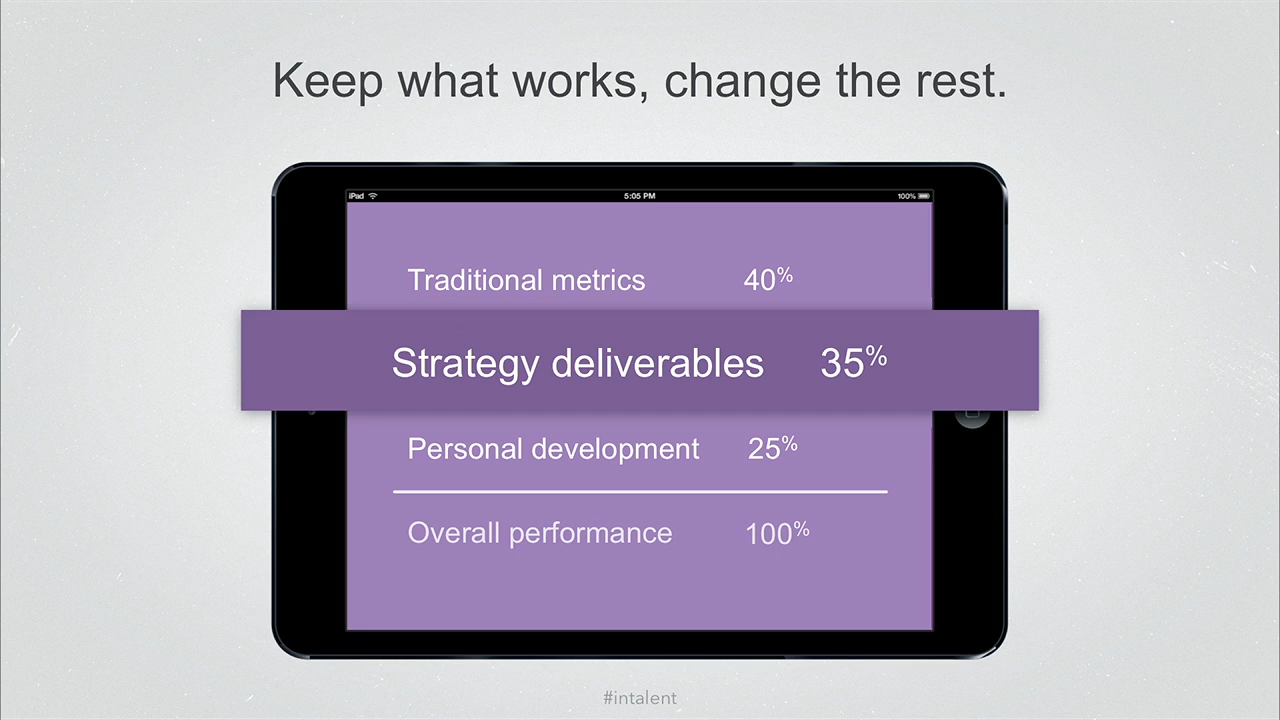 Keep what works, change the rest.
iPad 5:05 PM 100%
Traditional metrics 40%
Strategy deliverables 35%
Personal development 25%
Overall performance 100%
#intalent